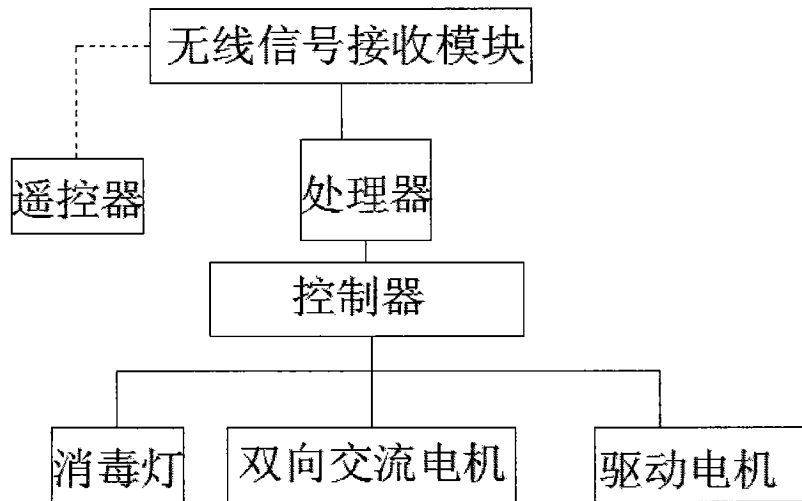 无线信号接收模块
遥控器
处理器
控制器
消毒灯
双向交流电机
驱动电机